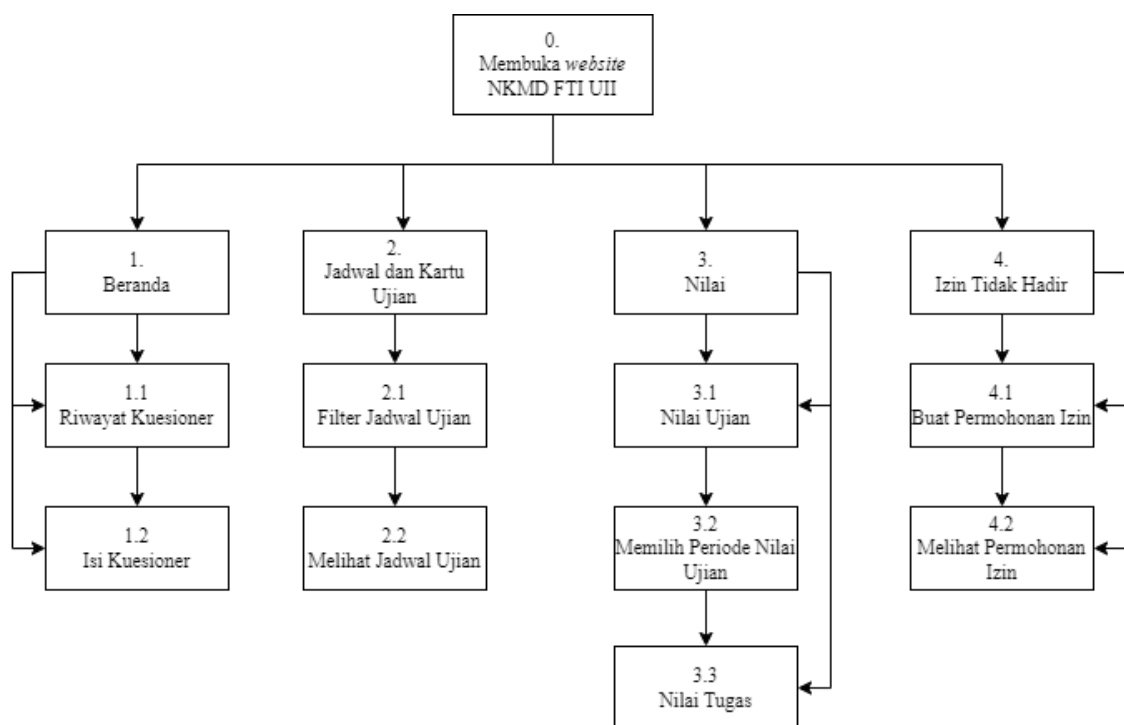 0.
Membuka website
NKMD FTI UII
1.
Beranda
2.
Jadwal dan Kartu
Ujian
3.
Nilai
4.
Izin Tidak Hadir
1.1
Riwayat Kuesioner
2.1
Filter Jadwal Ujian
3.1
Nilai Ujian
4.1
Buat Permohonan Izin
1.2
Isi Kuesioner
2.2
Melihat Jadwal Ujian
3.2
Memilih Periode Nilai
Ujian
4.2
Melihat Permohonan
Izin
3.3
Nilai Tugas